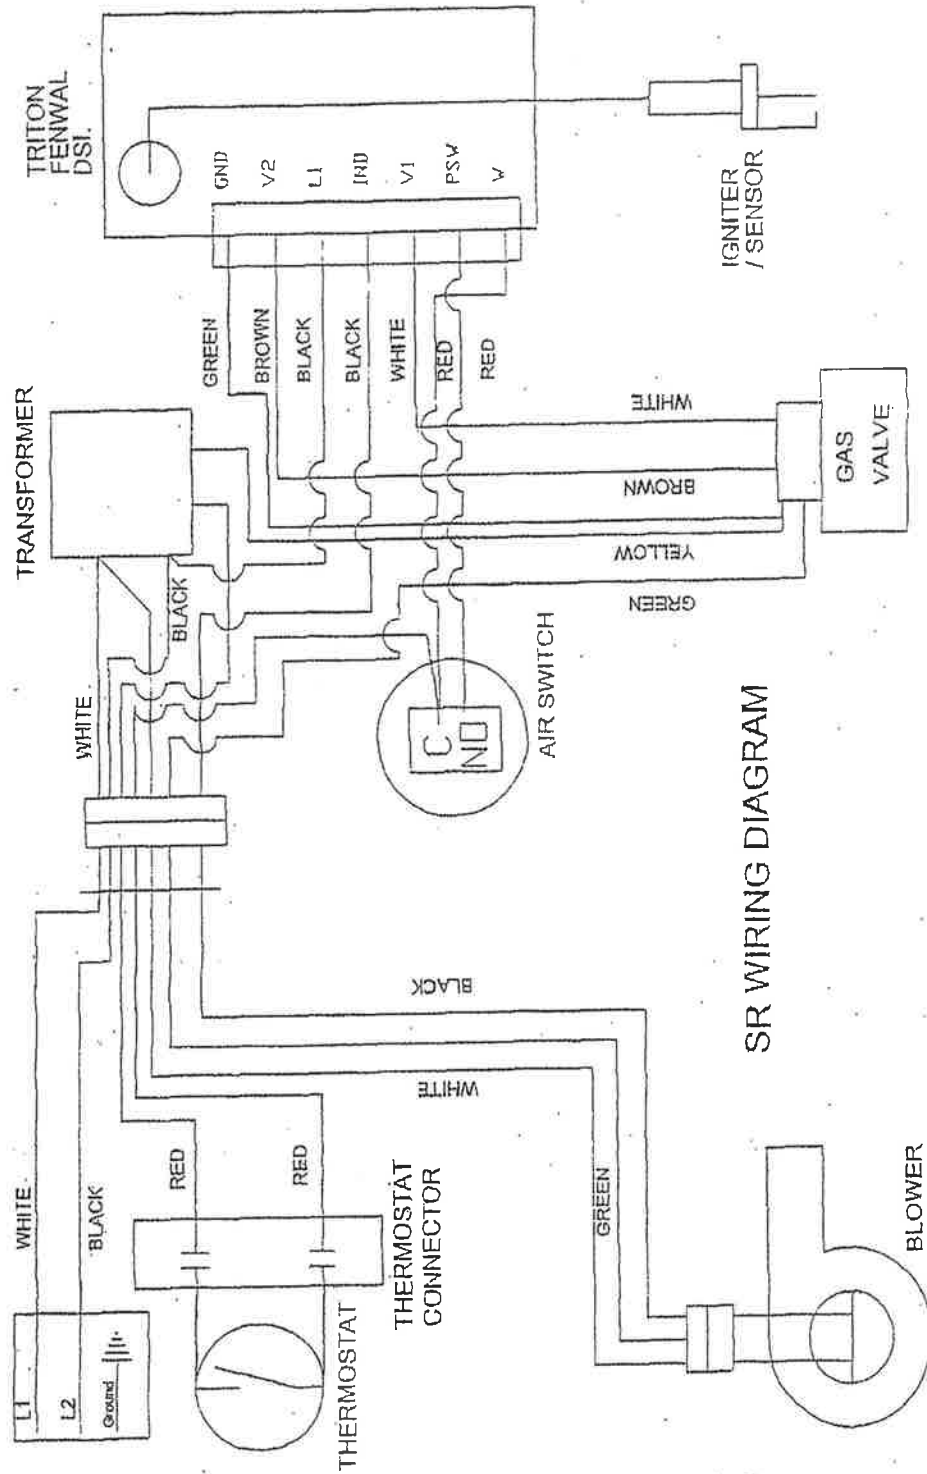 TRITON
FENWAL
DSI.
GND
V2
L1
IND
V1
PSW
W
IGNITER
/ SENSOR
TRANSFORMER
GREEN
BROWN
BLACK
BLACK
WHITE
RED
RED
WHITE
BROWN
YELLOW
GREEN
GAS
VALVE
WHITE
BLACK
C
NO
AIR SWITCH
SR WIRING DIAGRAM
BLACK
WHITE
L1
L2
Ground
WHITE
BLACK
RED
RED
THERMOSTAT
CONNECTOR
THERMOSTAT
GREEN
BLOWER